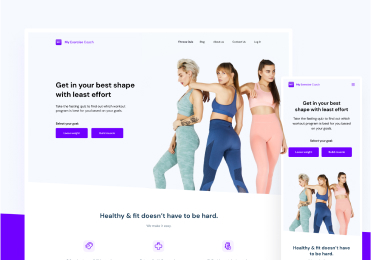 My Exercise Coach
Fitness Quiz
Blog
About us
Contact us
Log in
Get in your best shape
with least effort
Take the fasting quiz to find out which workout
program is best for you based on your goals.
Select your goal:
Lose weight
Build muscle
Healthy & fit doesn't have to be hard.
We make it easy.
My Exercise Coach
Get in your best
shape with least effort
Take the fasting quiz to find out which
workout program is best for you based
on your goals.
Select your goal:
Lose weight
Build muscle
Healthy & fit doesn't have
to be hard.